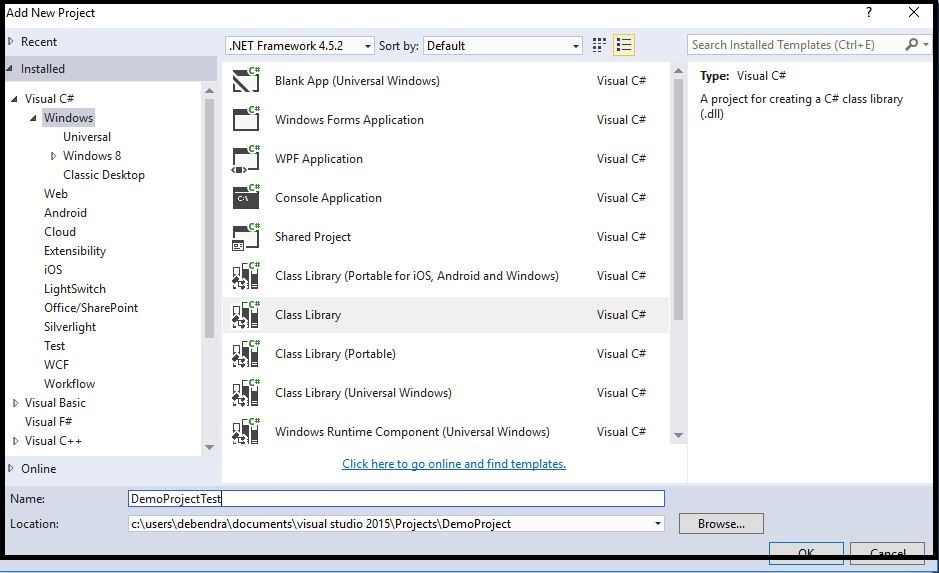 Add New Project
?
Recent
.NET Framework 4.5.2
Sort by:
Default
Search Installed Templates (Ctrl+E)
Installed
Visual C#
Windows
Universal
Windows 8
Classic Desktop
Web
Android
Cloud
Extensibility
iOS
LightSwitch
Office/SharePoint
Silverlight
Test
WCF
Workflow
Visual Basic
Visual F#
Visual C++
Online
C# Blank App (Universal Windows) Visual C#
C# Windows Forms Application Visual C#
C# WPF Application Visual C#
C# C:\ Console Application Visual C#
C# Shared Project Visual C#
C# Class Library (Portable for iOS, Android and Windows) Visual C#
C# Class Library Visual C#
C# Class Library (Portable) Visual C#
C# Class Library (Universal Windows) Visual C#
C# Windows Runtime Component (Universal Windows) Visual C#
Click here to go online and find templates.
Type: Visual C#
A project for creating a C# class library
(.dll)
Name: DemoProjectTest
Location: c:\users\debendra\documents\visual studio 2015\Projects\DemoProject
Browse...
OK
Cancel